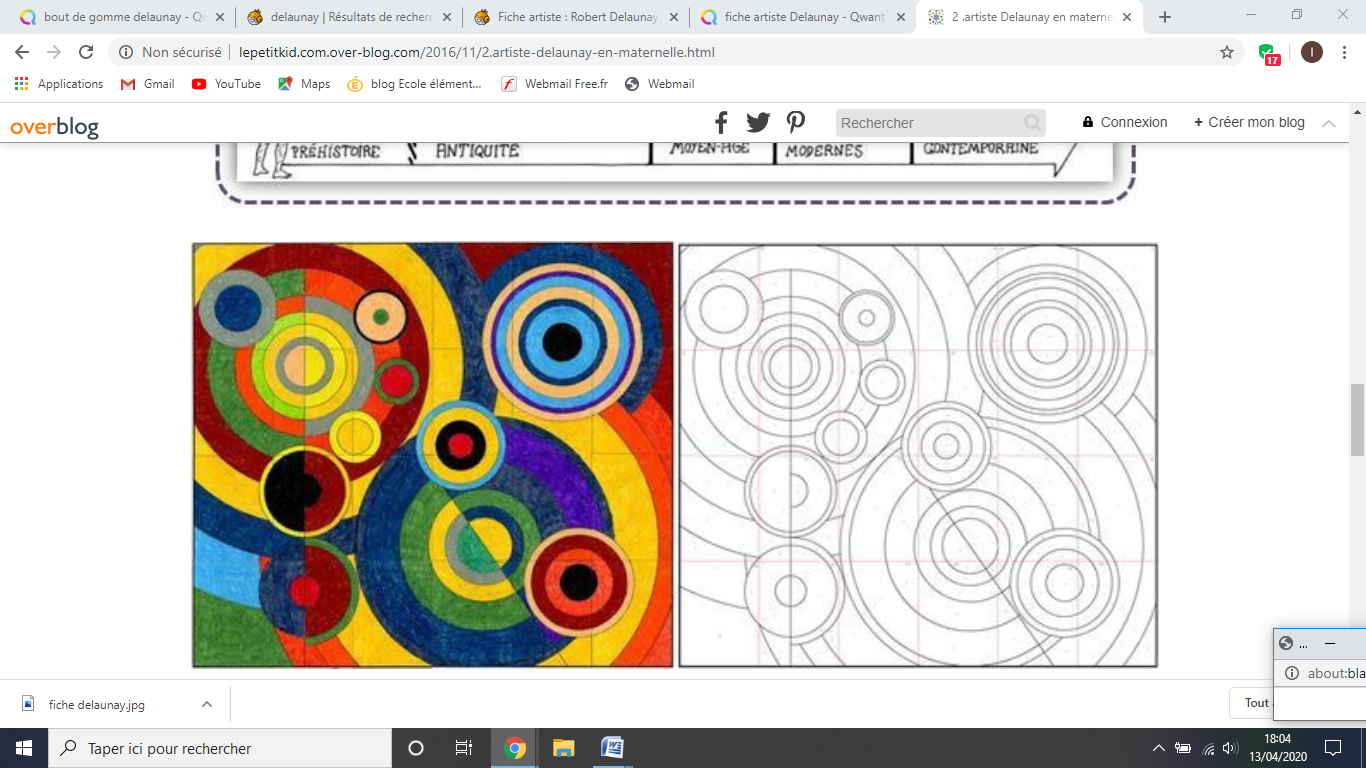 bout de gomme delaunay - Qw
delaunay | Résultats de recherc
Fiche artiste : Robert Delaunay
fiche artiste Delaunay - Qwant
2 .artiste Delaunay en materne
Non sécurisé | lepetitkid.com.over-blog.com/2016/11/2.artiste-delaunay-en-maternelle.html
17
I
Applications
Gmail
YouTube
Maps
blog Ecole élément...
Webmail Free.fr
Webmail
overblog
Rechercher
Connexion
+ Créer mon blog
PRÉHISTOIRE
ANTIQUITÉ
MOYEN-AGE
MODERNES
CONTEMPORAINE
...
about:bla
fiche delaunay.jpg
Tout
Taper ici pour rechercher
18:04
13/04/2020